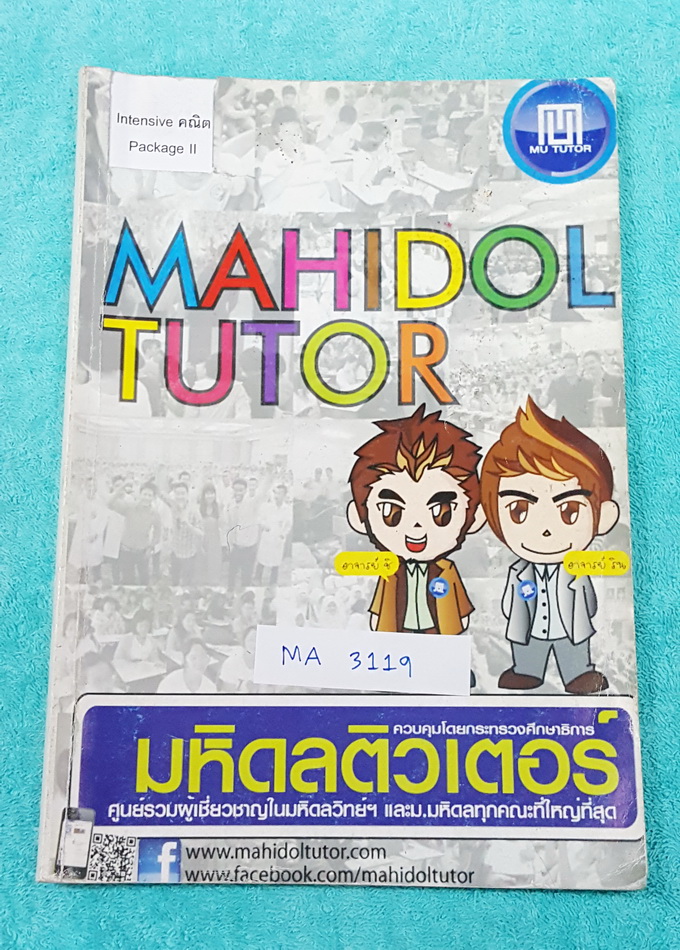 Intensive คณิต
Package II
MU TUTOR
MAHIDOL
TUTOR
อาจารย์ ชิ
อาจารย์ ริน
MA 3119
ควบคุมโดยกระทรวงศึกษาธิการ
มหิดลติวเตอร์
ศูนย์รวมผู้เชี่ยวชาญในมหิดลวิทย์ฯ และม.มหิดลทุกคณะที่ใหญ่ที่สุด
www.mahidoltutor.com
www.facebook.com/mahidoltutor